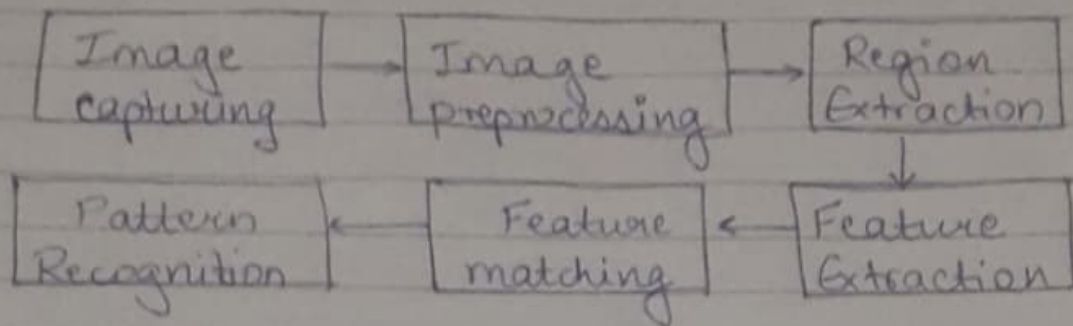 Image
capturing
Image
preprocessing
Region
Extraction
Feature
Extraction
Feature
matching
Pattern
Recognition